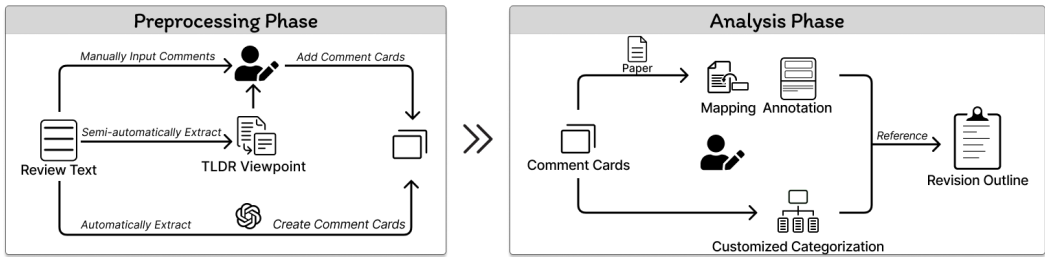 Preprocessing Phase
Manually Input Comments
Add Comment Cards
Semi-automatically Extract
Review Text
TLDR Viewpoint
Automatically Extract
Create Comment Cards
Analysis Phase
Paper
Mapping
Annotation
Comment Cards
Reference
Revision Outline
Customized Categorization